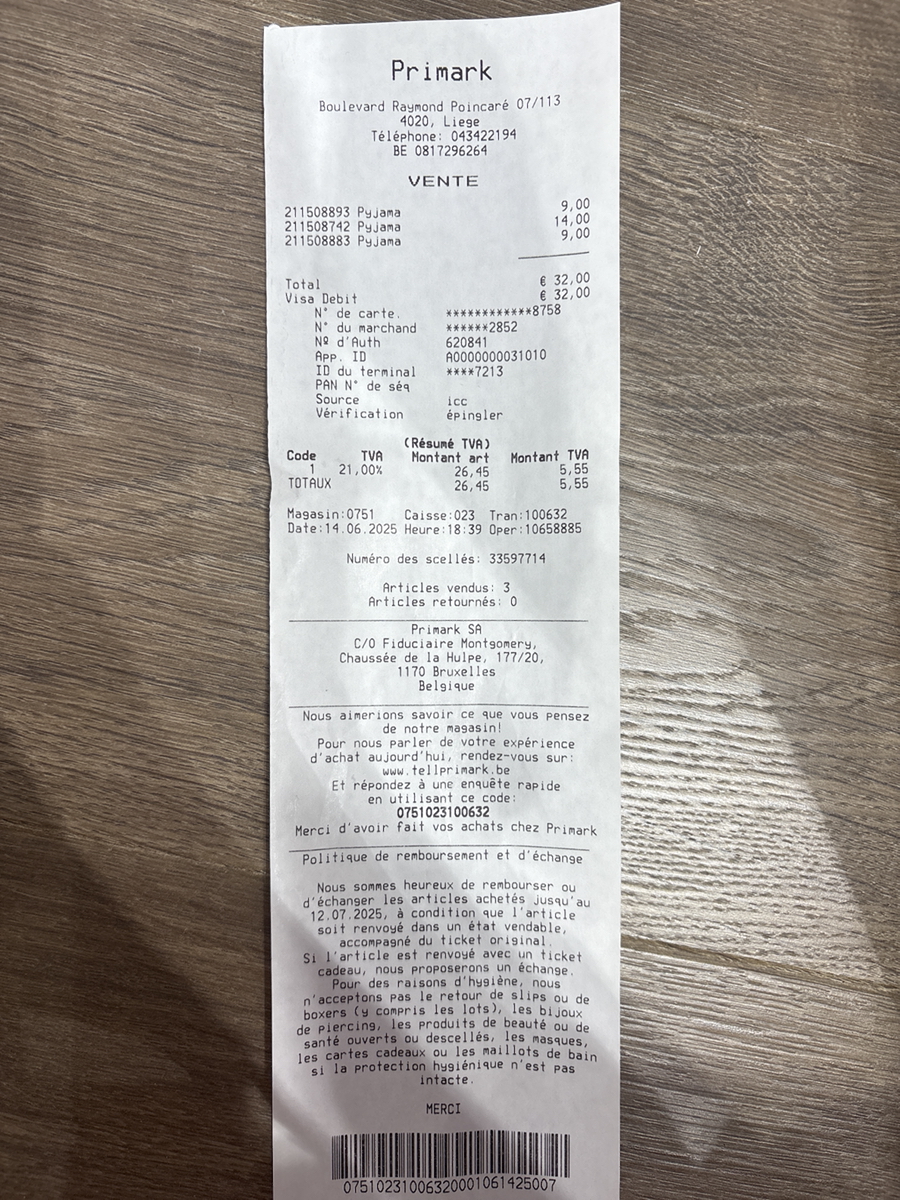 Primark
Boulevard Raymond Poincaré 07/113
4020, Liege
Téléphone: 043422194
BE 0817296264
VENTE
211508893 Pyjama 9,00
211508742 Pyjama 14,00
211508883 Pyjama 9,00
Total € 32,00
Visa Debit € 32,00
N° de carte. ************8758
N° du marchand ******2852
Nº d'Auth 620841
App. ID A0000000031010
ID du terminal ****7213
PAN N° de séq
Source icc
Vérification épingler
(Résumé TVA)
Code TVA Montant art Montant TVA
1 21,00% 26,45 5,55
TOTAUX 26,45 5,55
Magasin:0751 Caisse:023 Tran:100632
Date:14.06.2025 Heure:18:39 Oper:10658885
Numéro des scellés: 33597714
Articles vendus: 3
Articles retournés: 0
Primark SA
C/O Fiduciaire Montgomery,
Chaussée de la Hulpe, 177/20,
1170 Bruxelles
Belgique
Nous aimerions savoir ce que vous pensez
de notre magasin!
Pour nous parler de votre expérience
d'achat aujourd'hui, rendez-vous sur:
www.tellprimark.be
Et répondez à une enquête rapide
en utilisant ce code:
0751023100632
Merci d'avoir fait vos achats chez Primark
Politique de remboursement et d'échange
Nous sommes heureux de rembourser ou
d'échanger les articles achetés jusqu'au
12.07.2025, à condition que l'article
soit renvoyé dans un état vendable,
accompagné du ticket original.
Si l'article est renvoyé avec un ticket
cadeau, nous proposerons un échange.
Pour des raisons d'hygiène, nous
n'acceptons pas le retour de slips ou de
boxers (y compris les lots), les bijoux
de piercing, les produits de beauté ou de
santé ouverts ou descellés, les masques,
les cartes cadeaux ou les maillots de bain
si la protection hygiénique n'est pas
intacte.
MERCI
07510231006320001061425007